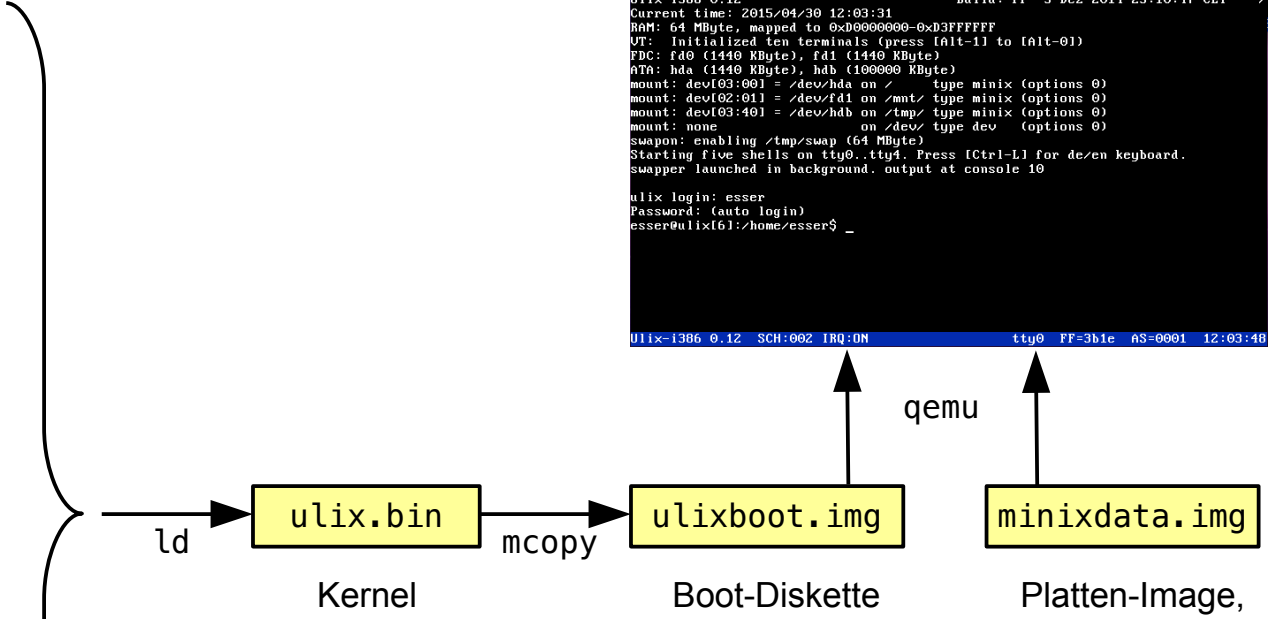 Current time: 2015/04/30 12:03:31
RAM: 64 MByte, mapped to 0xD0000000-0xD3FFFFFF
VT:  Initialized ten terminals (press [Alt-1] to [Alt-0])
FDC: fd0 (1440 KByte), fd1 (1440 KByte)
ATA: hda (1440 KByte), hdb (100000 KByte)
mount: dev[03:00] = /dev/hda on /     type minix (options 0)
mount: dev[02:01] = /dev/fd1 on /mnt/ type minix (options 0)
mount: dev[03:40] = /dev/hdb on /tmp/ type minix (options 0)
mount: none                  on /dev/ type dev   (options 0)
swapon: enabling /tmp/swap (64 MByte)
Starting five shells on tty0..tty4. Press [Ctrl-L] for de/en keyboard.
swapper launched in background. output at console 10
ulix login: esser
Password: (auto login)
esser@ulix[6]:/home/esser$ _
Ulix-i386 0.12  SCH:002 IRQ:ON  tty0  FF=3b1e  AS=0001  12:03:48
qemu
ulix.bin
ulixboot.img
minixdata.img
ld
mcopy
Kernel
Boot-Diskette
Platten-Image,